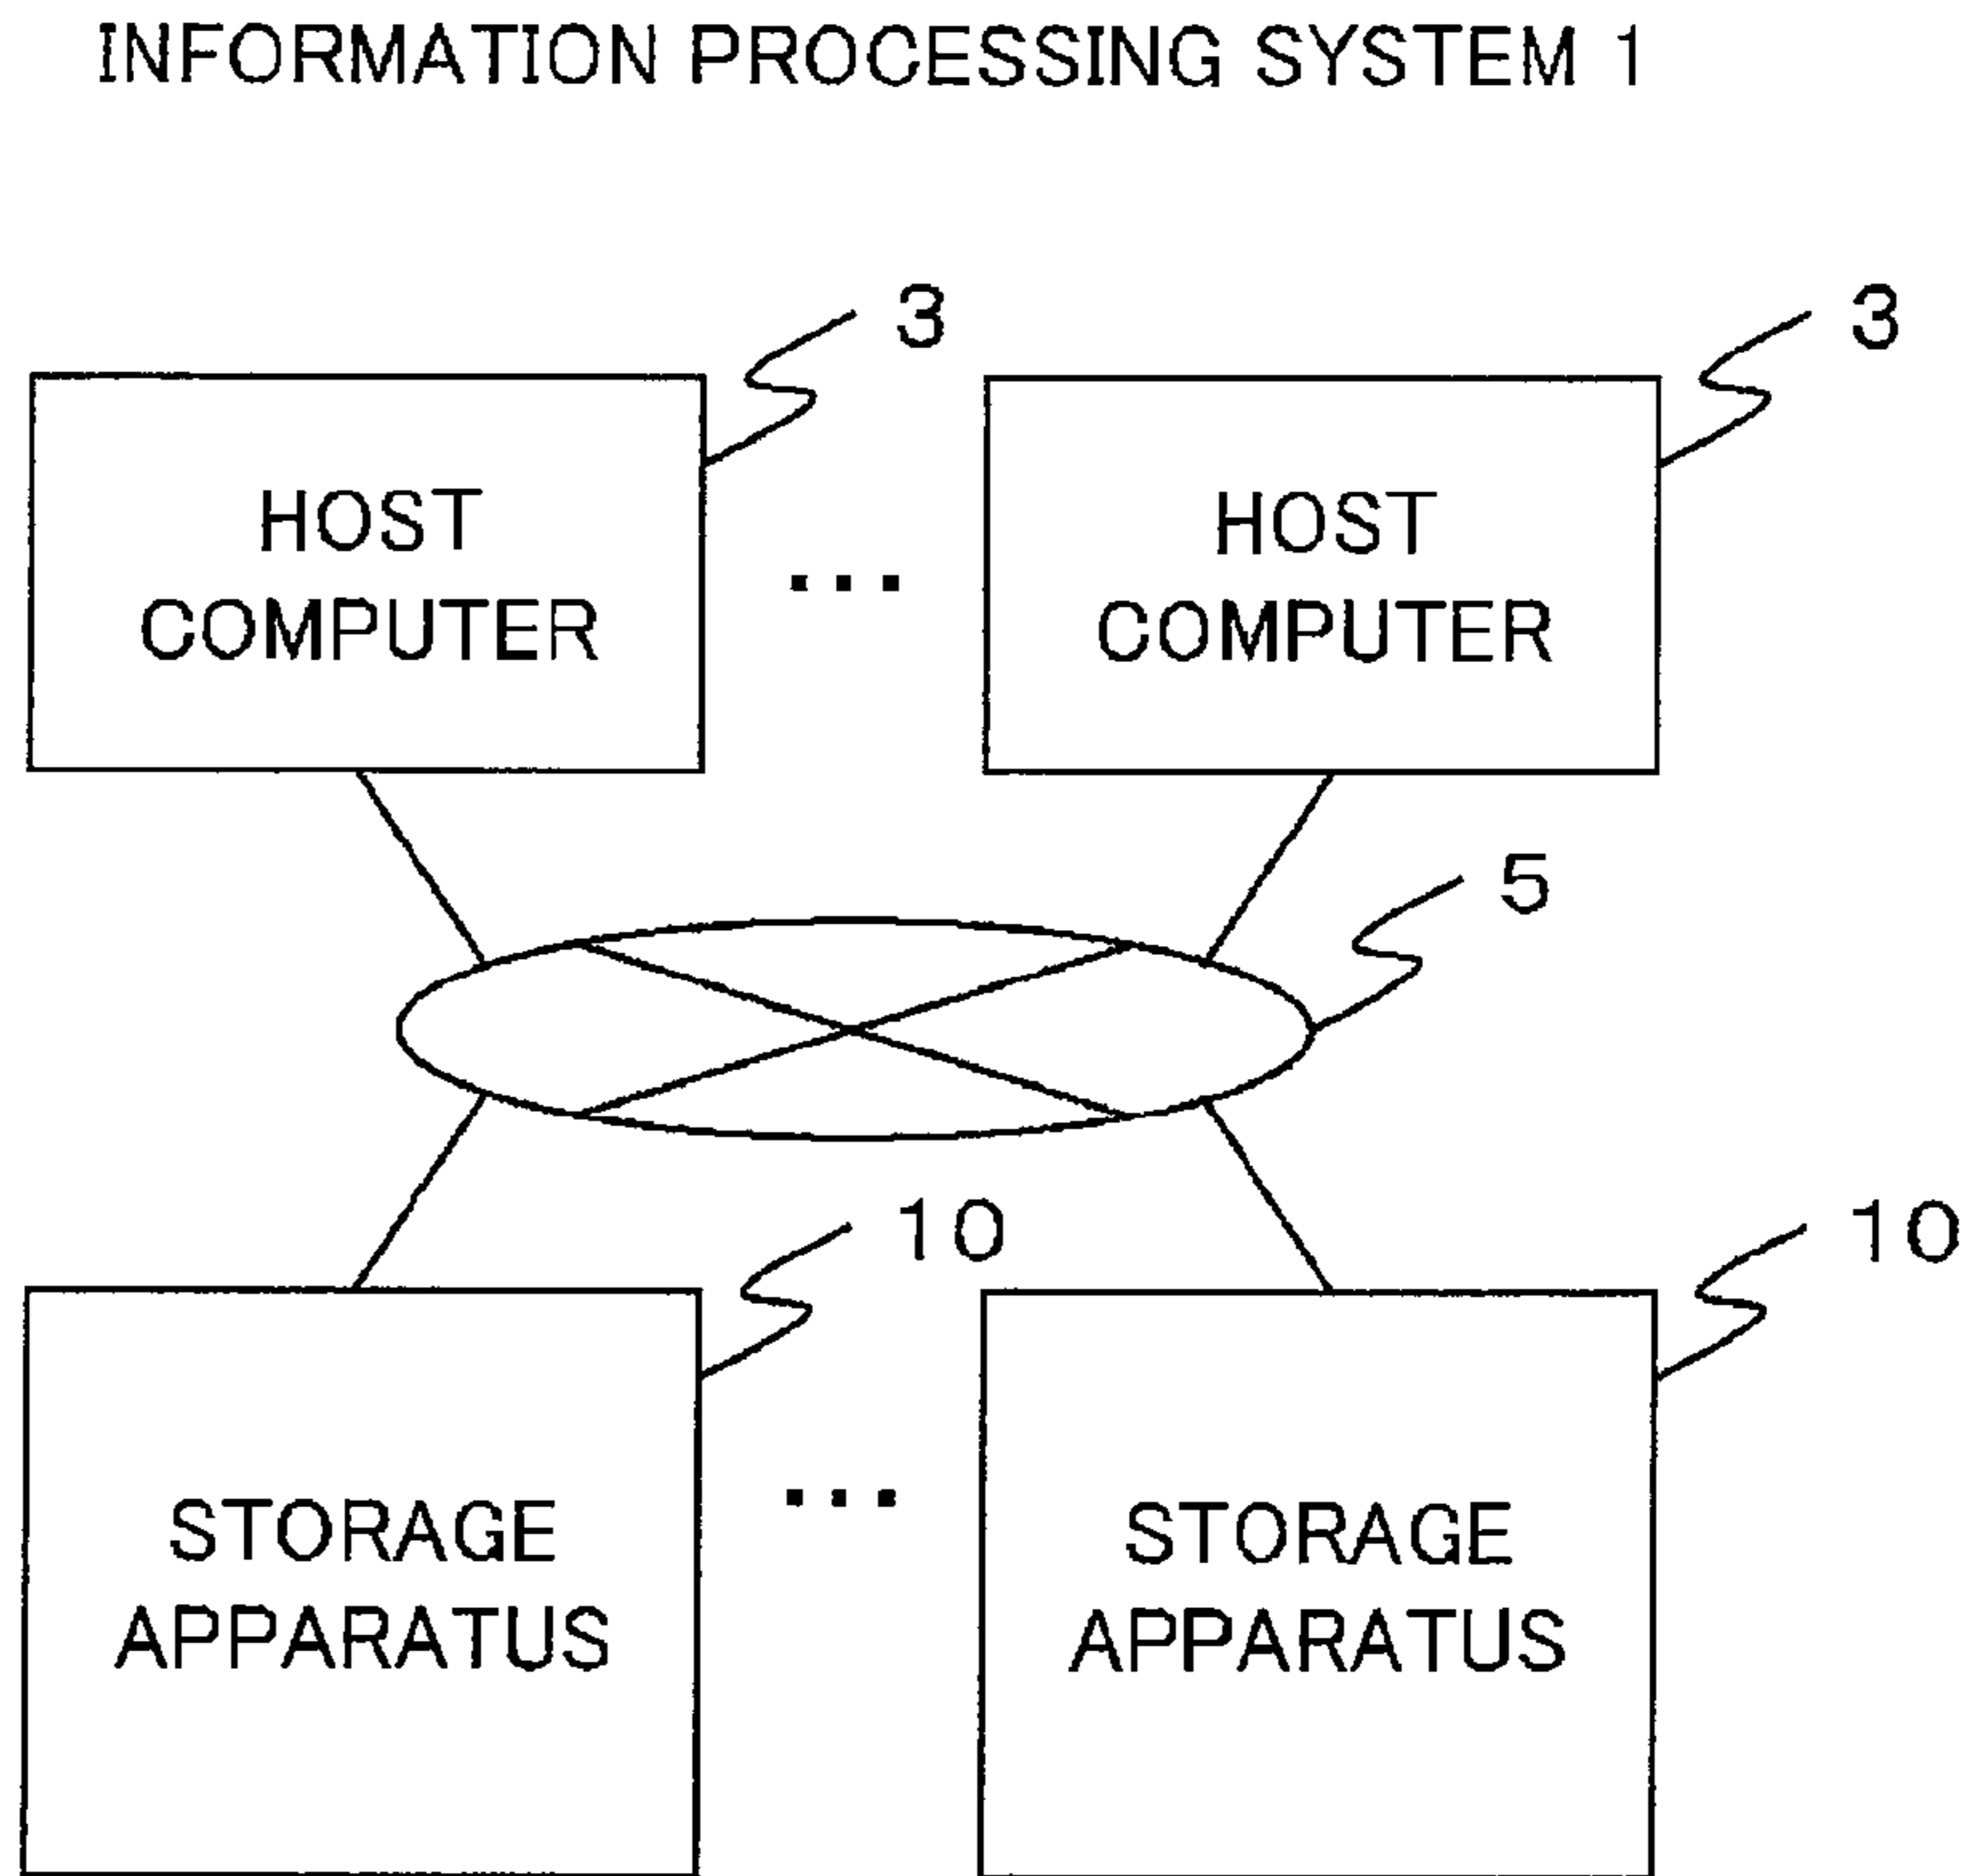 INFORMATION PROCESSING SYSTEM 1
3
3
HOST
COMPUTER
...
HOST
COMPUTER
5
10
10
STORAGE
APPARATUS
...
STORAGE
APPARATUS